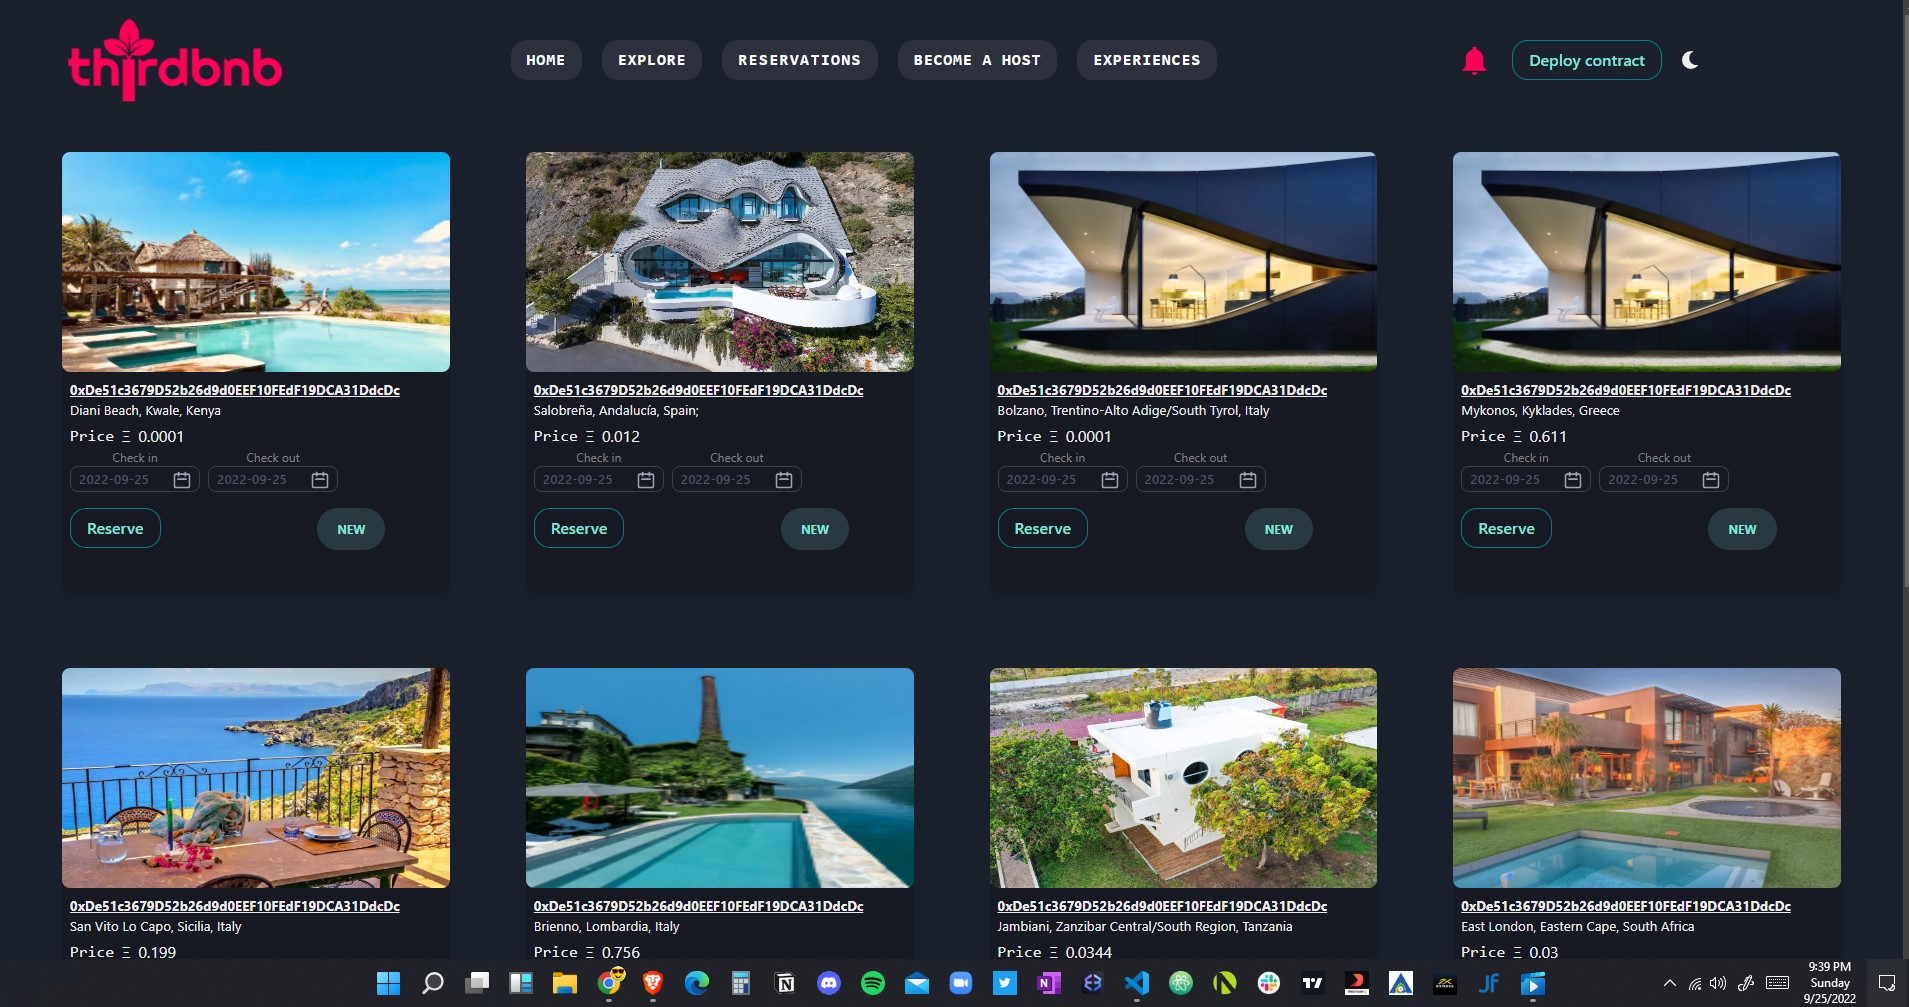 thirdbnb
HOME
EXPLORE
RESERVATIONS
BECOME A HOST
EXPERIENCES
Deploy contract
0xDe51c3679D52b26d9d0EEF10FEdF19DCA31DdcDc
Diani Beach, Kwale, Kenya
Price Ξ 0.0001
Check in
Check out
2022-09-25
2022-09-25
Reserve
NEW
0xDe51c3679D52b26d9d0EEF10FEdF19DCA31DdcDc
Salobreña, Andalucía, Spain;
Price Ξ 0.012
Check in
Check out
2022-09-25
2022-09-25
Reserve
NEW
0xDe51c3679D52b26d9d0EEF10FEdF19DCA31DdcDc
Bolzano, Trentino-Alto Adige/South Tyrol, Italy
Price Ξ 0.0001
Check in
Check out
2022-09-25
2022-09-25
Reserve
NEW
0xDe51c3679D52b26d9d0EEF10FEdF19DCA31DdcDc
Mykonos, Kyklades, Greece
Price Ξ 0.611
Check in
Check out
2022-09-25
2022-09-25
Reserve
NEW
0xDe51c3679D52b26d9d0EEF10FEdF19DCA31DdcDc
San Vito Lo Capo, Sicilia, Italy
Price Ξ 0.199
0xDe51c3679D52b26d9d0EEF10FEdF19DCA31DdcDc
Brienno, Lombardia, Italy
Price Ξ 0.756
0xDe51c3679D52b26d9d0EEF10FEdF19DCA31DdcDc
Jambiani, Zanzibar Central/South Region, Tanzania
Price Ξ 0.0344
0xDe51c3679D52b26d9d0EEF10FEdF19DCA31DdcDc
East London, Eastern Cape, South Africa
Price Ξ 0.03
9:39 PM
Sunday
9/25/2022